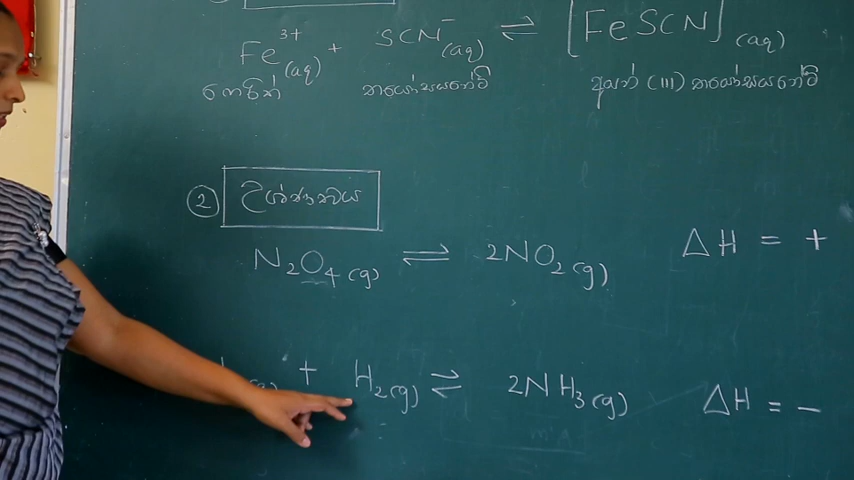 Fe³⁺(aq) + SCN⁻(aq) ⇌ [FeSCN] (aq)
ෆෙරික් තයෝසයනේට් අයන් (III) තයෝසයනේට්
② උෂ්ණත්වය
N₂O₄(g) ⇌ 2NO₂(g) ΔH = +
+ H₂(g) ⇌ 2NH₃(g) ΔH = −